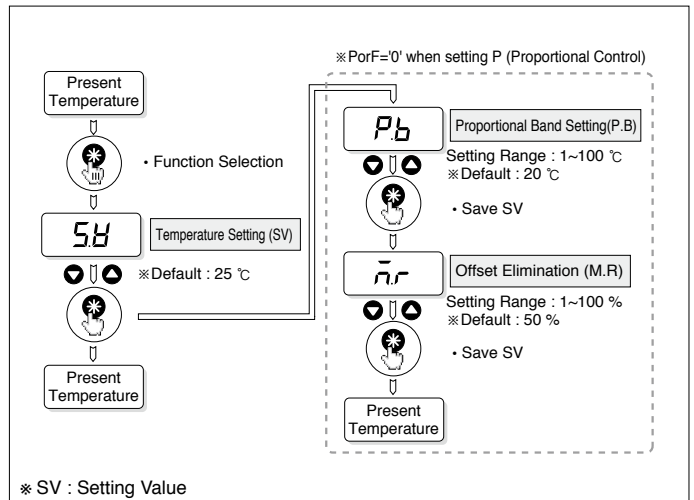 Present
Temperature
・Function Selection
S.V
Temperature Setting (SV)
※Default : 25 ℃
Present
Temperature
※PorF='0' when setting P (Proportional Control)
P.b
Proportional Band Setting(P.B)
Setting Range : 1~100 ℃
※Default : 20 ℃
・Save SV
m.r
Offset Elimination (M.R)
Setting Range : 1~100 %
※Default : 50 %
・Save SV
Present
Temperature
※ SV : Setting Value